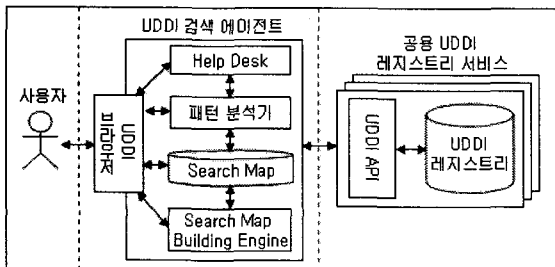 UDDI 검색 에이전트
공용 UDDI
레지스트리 서비스
사용자
UDDI
브라우저
Help Desk
패턴 분석기
Search Map
Search Map
Building Engine
UDDI API
UDDI
레지스트리